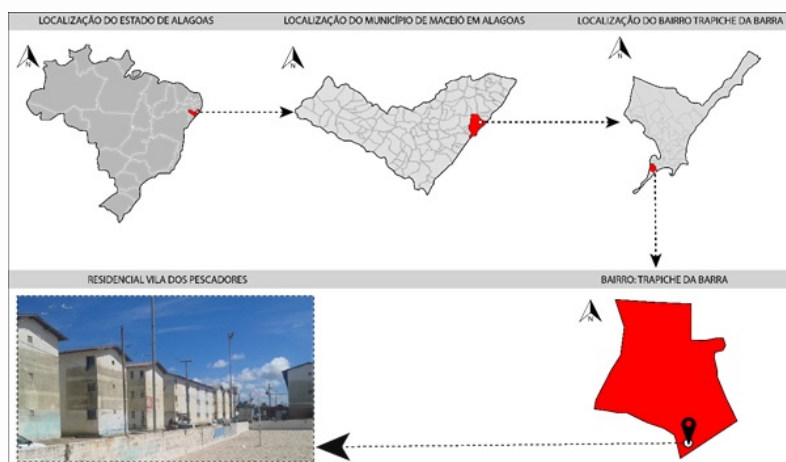 LOCALIZAÇÃO DO ESTADO DE ALAGOAS
LOCALIZAÇÃO DO MUNICÍPIO DE MACEIÓ EM ALAGOAS
LOCALIZAÇÃO DO BAIRRO TRAPICHE DA BARRA
N
N
N
RESIDENCIAL VILA DOS PESCADORES
BAIRRO: TRAPICHE DA BARRA
N